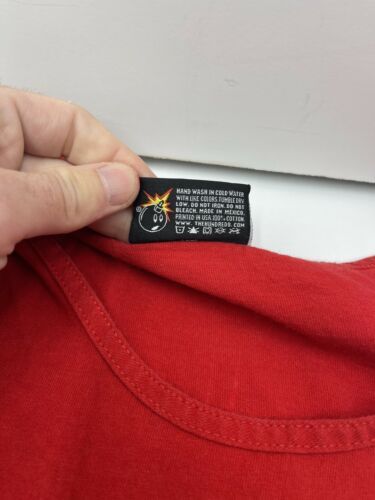 HAND WASH IN COLD WATER
WITH LIKE COLORS. TUMBLE DRY
LOW. DO NOT IRON. DO NOT
BLEACH. MADE IN MEXICO.
PRINTED IN USA. 100% COTTON.
WWW.THEHUNDREDS.COM